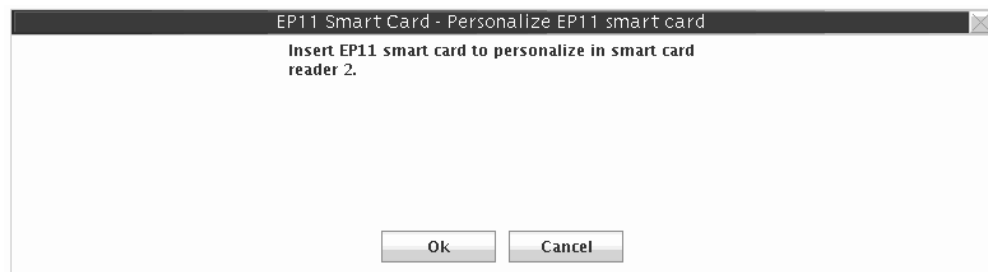 EP11 Smart Card - Personalize EP11 smart card
Insert EP11 smart card to personalize in smart card
reader 2.
Ok
Cancel